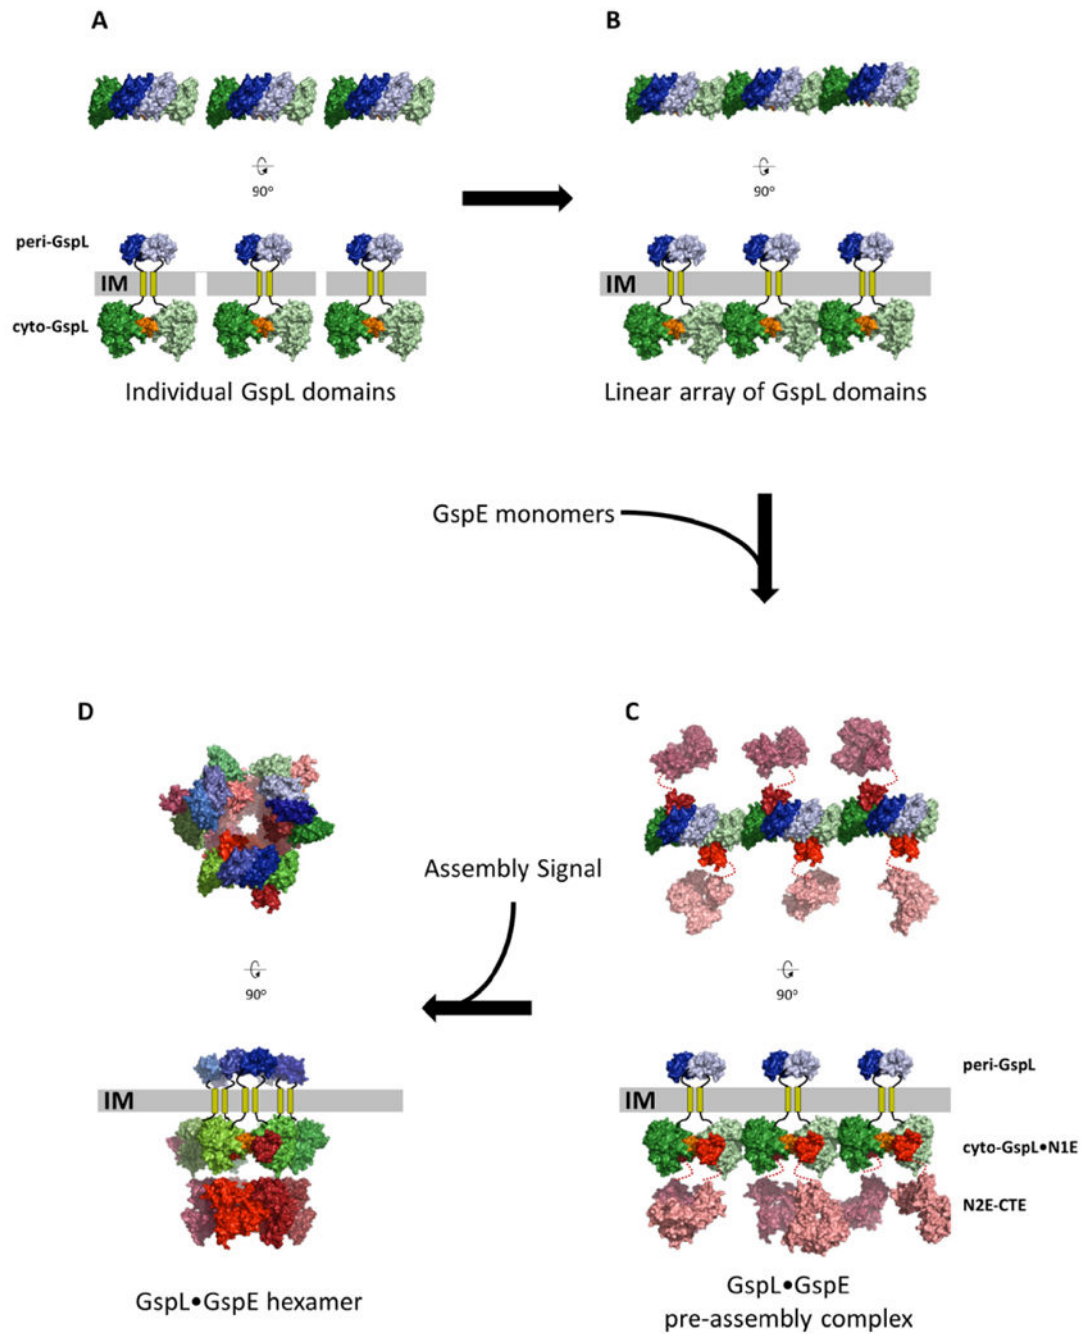 A
90°
peri-GspL
IM
cyto-GspL
Individual GspL domains
B
90°
IM
Linear array of GspL domains
GspE monomers
D
90°
IM
GspL•GspE hexamer
Assembly Signal
C
90°
peri-GspL
IM
cyto-GspL•N1E
N2E-CTE
GspL•GspE
pre-assembly complex